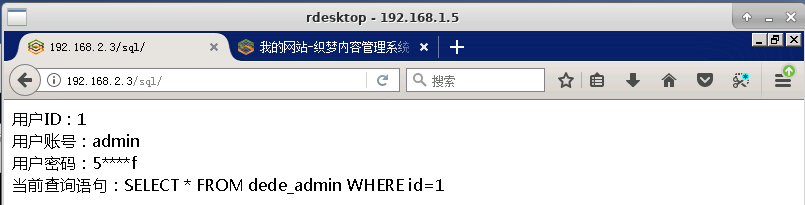 rdesktop - 192.168.1.5
192.168.2.3/sql/
我的网站-织梦内容管理系统
192.168.2.3/sql/
搜索
用户ID：1
用户账号：admin
用户密码：5****f
当前查询语句：SELECT * FROM dede_admin WHERE id=1